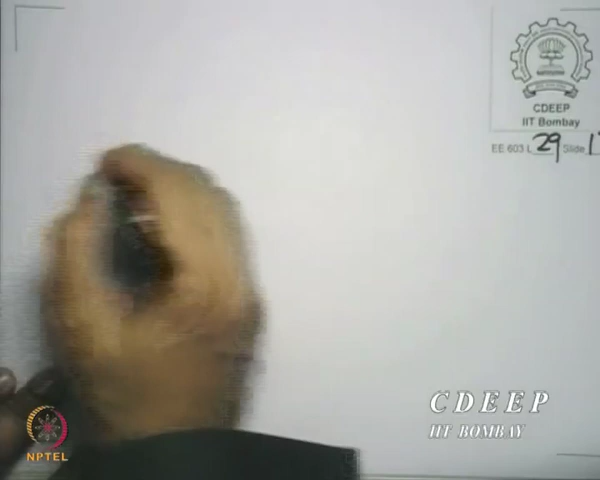 CDEEP
IIT Bombay
EE 603 L 29 Slide 1
CDEEP
IIT BOMBAY
NPTEL